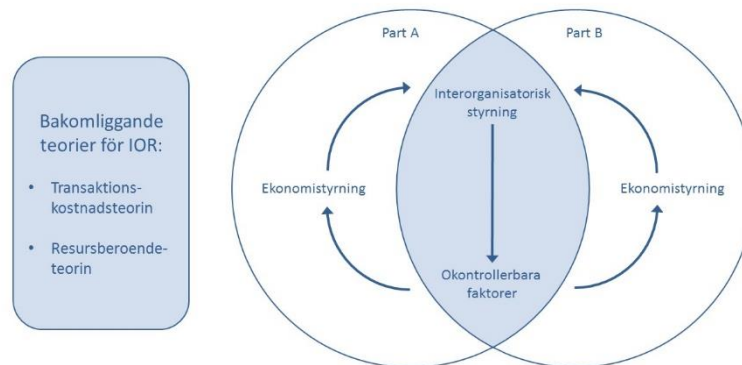 Bakomliggande
teorier för IOR:
• Transaktions-
kostnadsteorin
• Resursberoende-
teorin
Part A
Part B
Interorganisatorisk
styrning
Ekonomistyrning
Ekonomistyrning
Okontrollerbara
faktorer